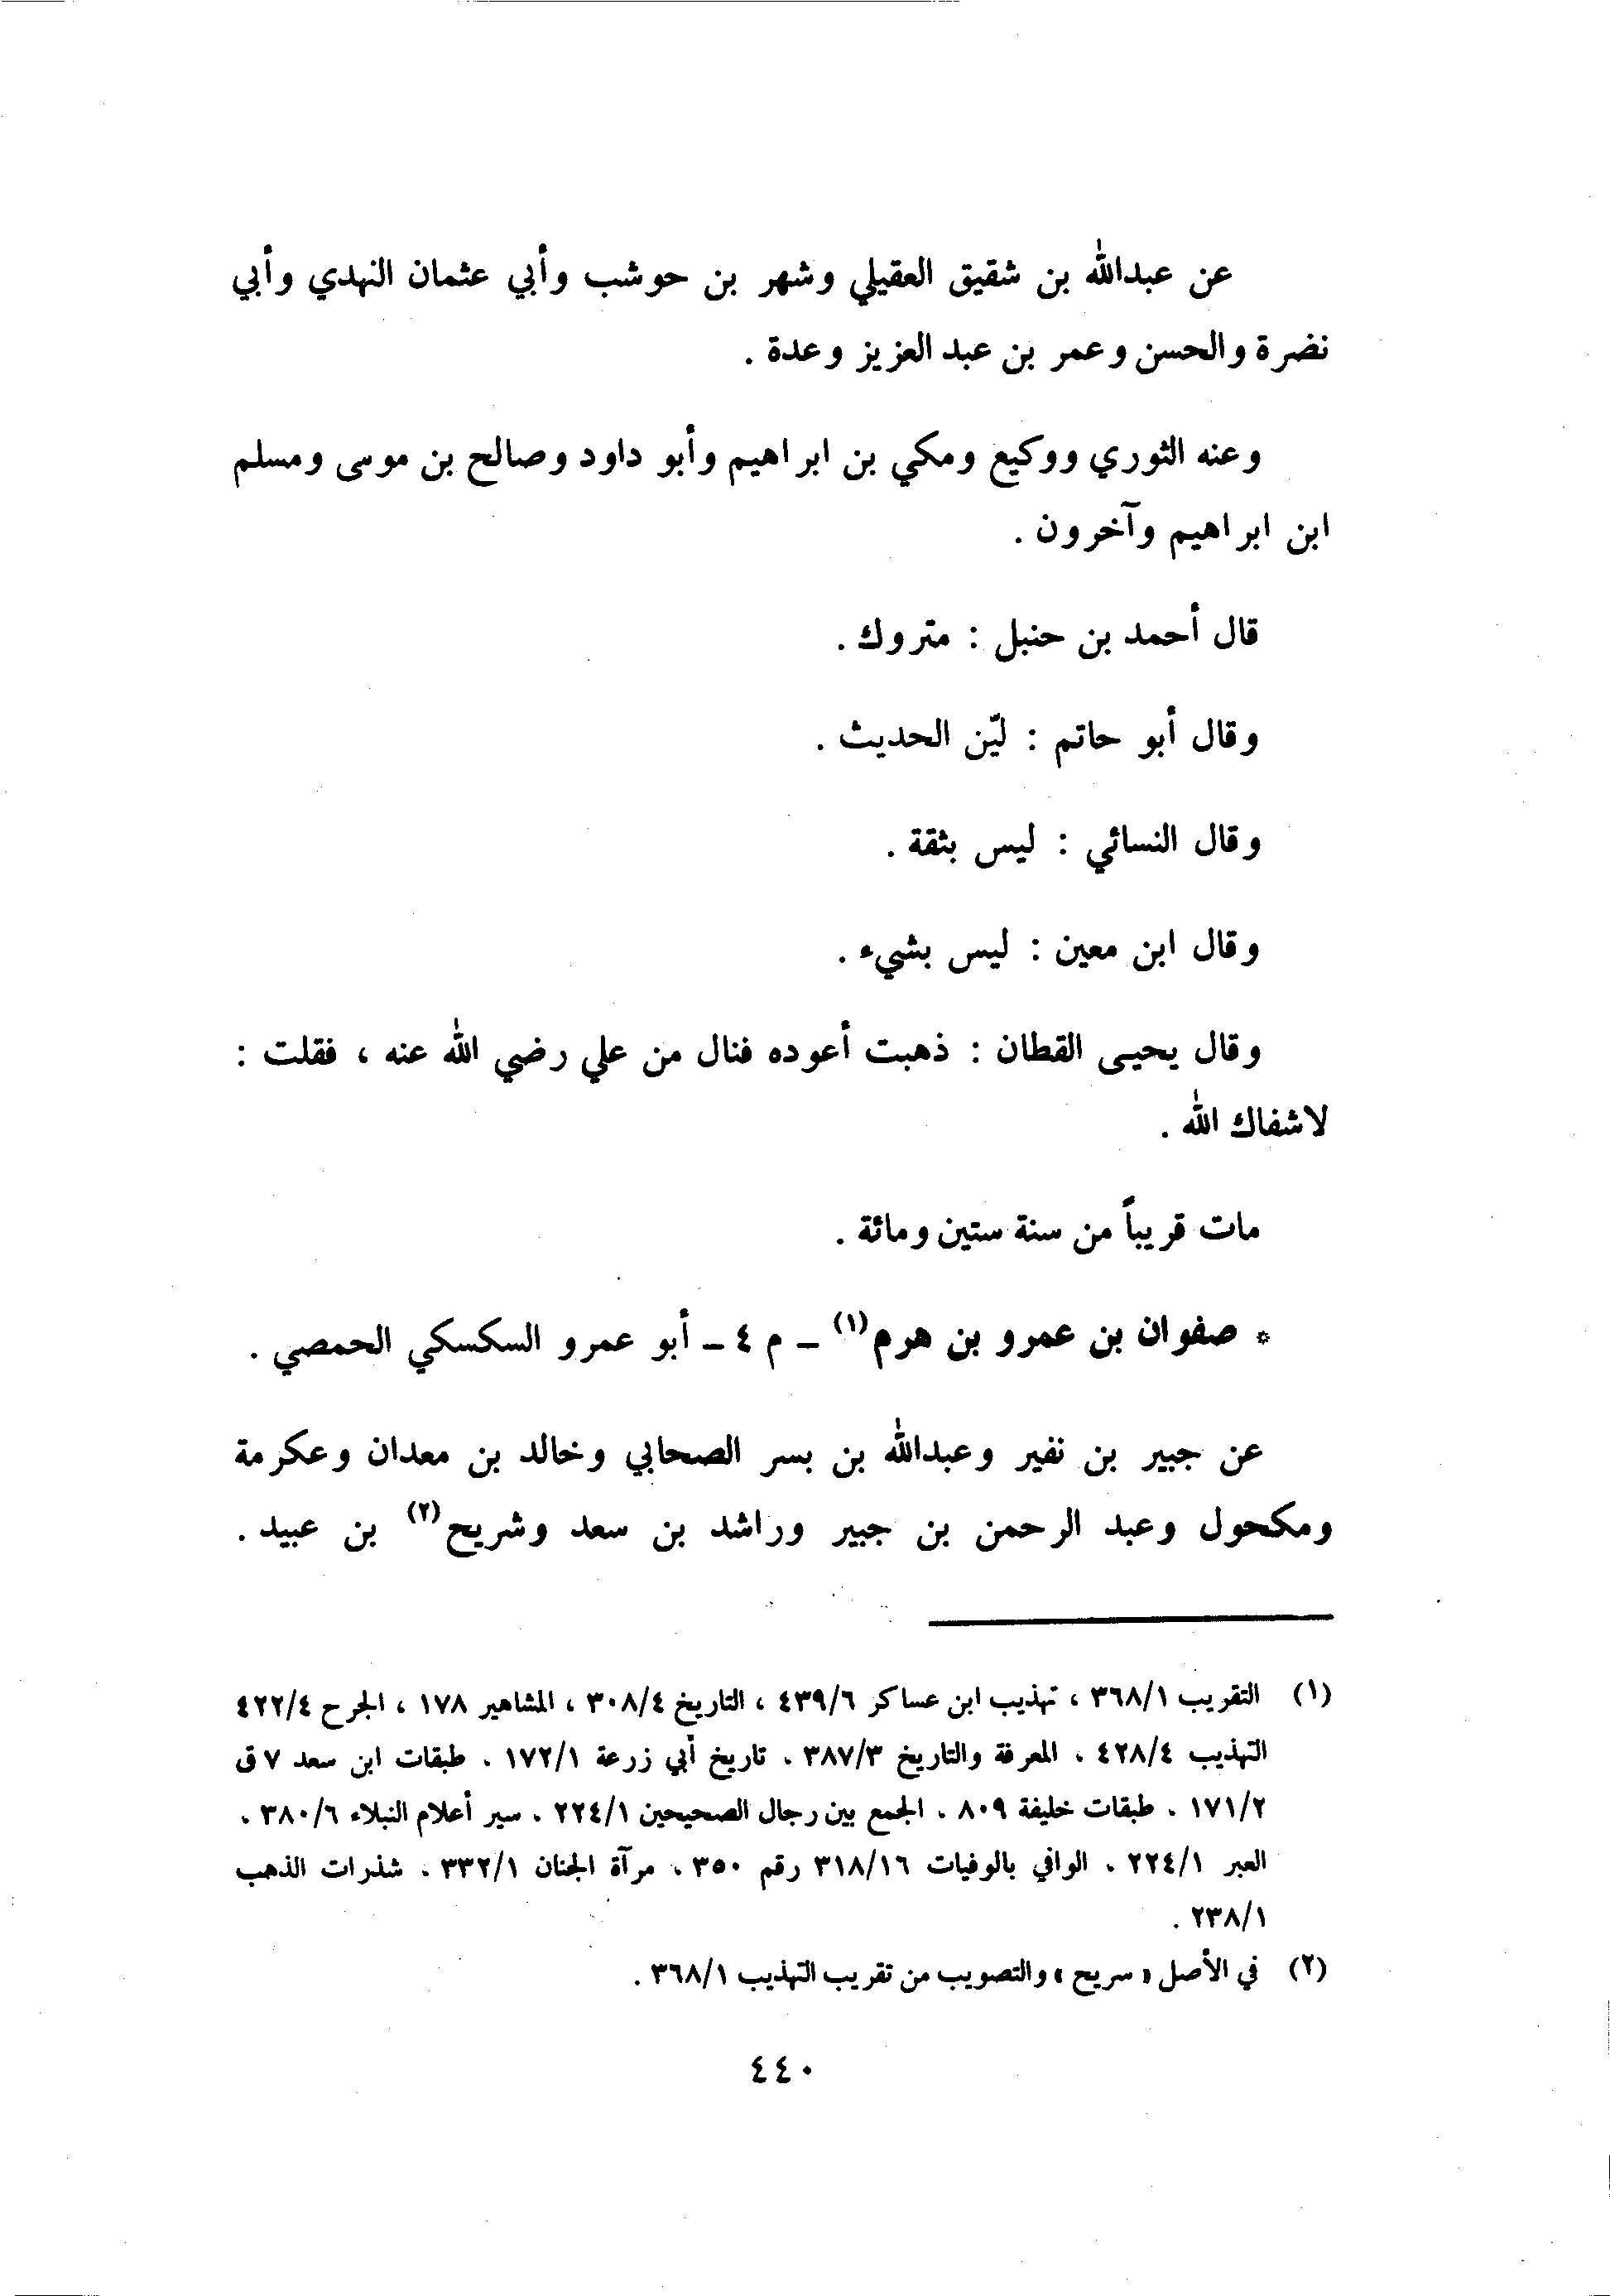 عن عبدالله بن شقيق العقيلي وشهر بن حوشب وأبي عثمان النهدي وأبي
نضرة والحسن وعمر بن عبد العزيز وعدة .
وعنه الثوري ووكيع ومكي بن ابراهيم وأبو داود وصالح بن موسى ومسلم
ابن ابراهيم وآخرون .
قال أحمد بن حنبل : متروك .
وقال أبو حاتم : ليّن الحديث .
وقال النسائي : ليس بثقة .
وقال ابن معين : ليس بشيء .
وقال يحيى القطان : ذهبت أعوده فنال من علي رضي الله عنه ، فقلت :
لاشفاك الله .
مات قريباً من سنة ستين ومائة .
* صفوان بن عمرو بن هرم(١) ـ م ٤ ـ أبو عمرو السكسكي الحمصي .
عن جبير بن نفير وعبدالله بن بسر الصحابي وخالد بن معدان وعكرمة
ومكحول وعبد الرحمن بن جبير وراشد بن سعد وشريح(٢) بن عبيد .
(١) التقريب ٣٦٨/١ ، تهذيب ابن عساكر ٤٣٩/٦ ، التاريخ ٣٠٨/٤ ، المشاهير ١٧٨ ، الجرح ٤٢٢/٤
التهذيب ٤٢٨/٤ ، المعرفة والتاريخ ٣٨٧/٣ . تاريخ أبي زرعة ١٧٢/١ . طبقات ابن سعد ٧ ق
١٧١/٢ . طبقات خليفة ٨٠٩ . الجمع بين رجال الصحيحين ٢٢٤/١ . سير أعلام النبلاء ٣٨٠/٦ .
العبر ٢٢٤/١ . الوافي بالوفيات ٣١٨/١٦ رقم ٣٥٠ . مرآة الجنان ٣٣٢/١ . شذرات الذهب
٢٣٨/١ .
(٢) في الأصل « سريح » والتصويب من تقريب التهذيب ٣٦٨/١ .
٤٤٠